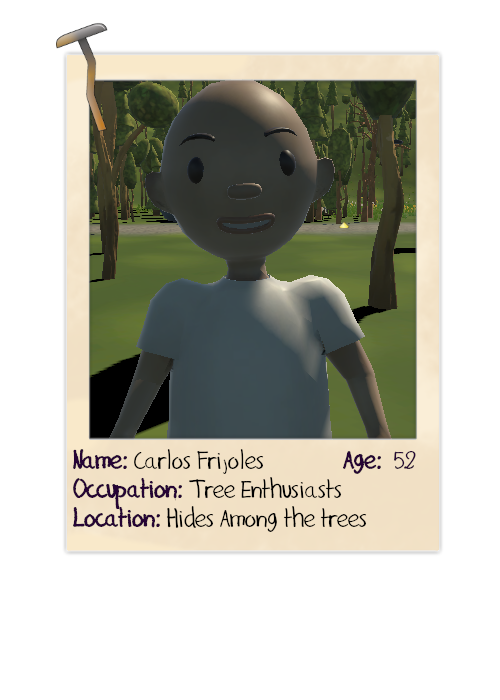 Name: Carlos Frijoles Age: 52
Occupation: Tree Enthusiasts
Location: Hides Among the trees